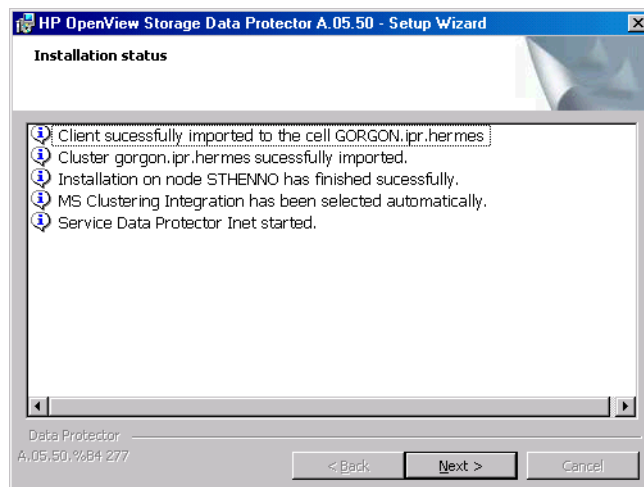 HP OpenView Storage Data Protector A.05.50 - Setup Wizard
Installation status
Client sucessfully imported to the cell GORGON.ipr.hermes
Cluster gorgon.ipr.hermes sucessfully imported.
Installation on node STHENNO has finished sucessfully.
MS Clustering Integration has been selected automatically.
Service Data Protector Inet started.
Data Protector
A.05.50.%B4 277
< Back
Next >
Cancel